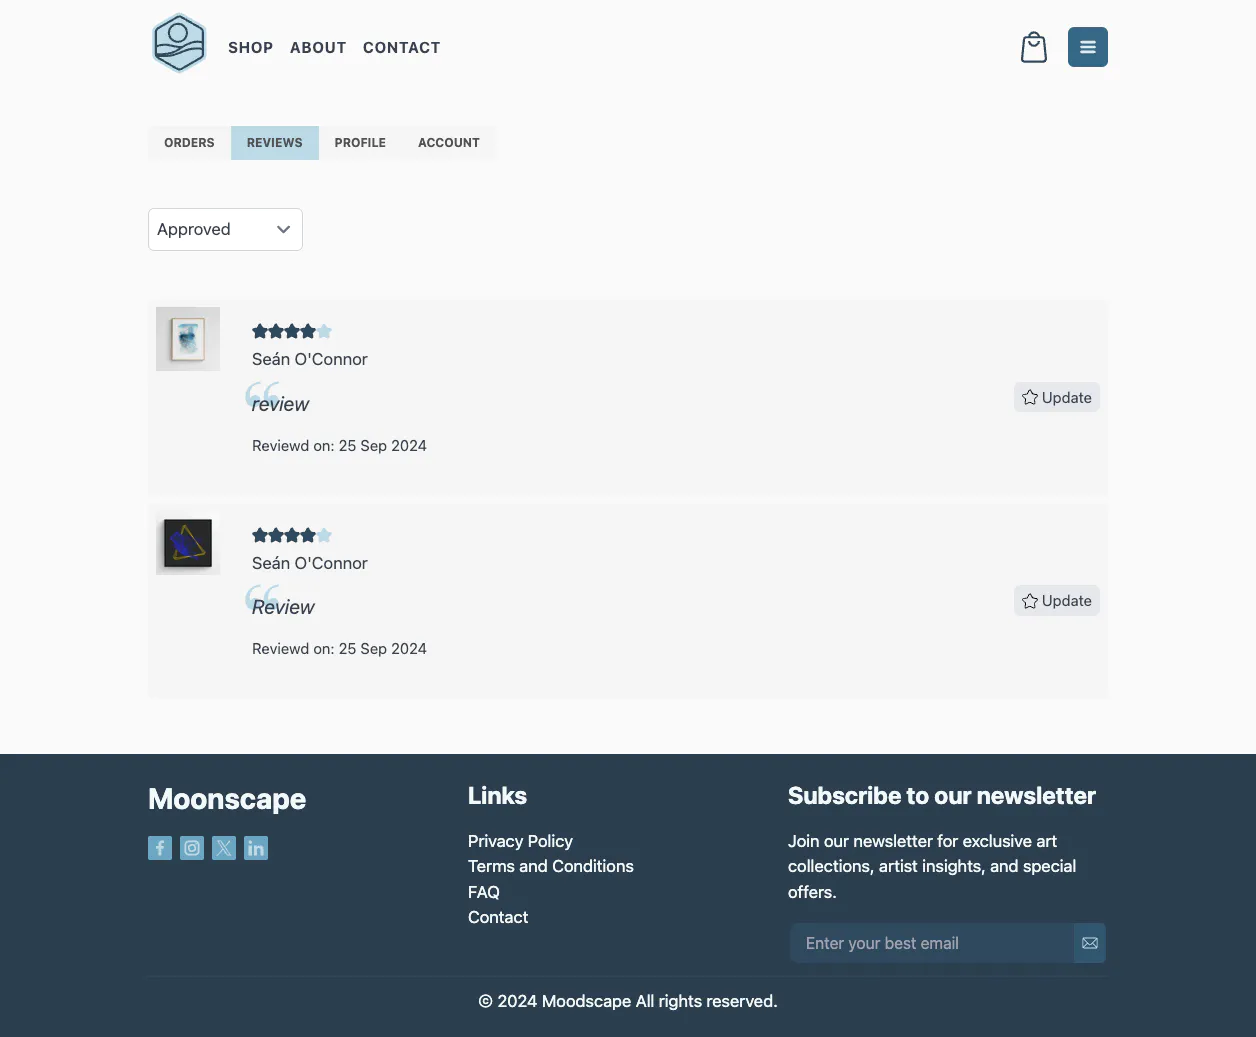 SHOP ABOUT CONTACT
ORDERS REVIEWS PROFILE ACCOUNT
Approved
Seán O'Connor
“
review
Update
Reviewd on: 25 Sep 2024
Seán O'Connor
“
Review
Update
Reviewd on: 25 Sep 2024
Moonscape
Links
Privacy Policy
Terms and Conditions
FAQ
Contact
Subscribe to our newsletter
Join our newsletter for exclusive art
collections, artist insights, and special
offers.
Enter your best email
© 2024 Moodscape All rights reserved.